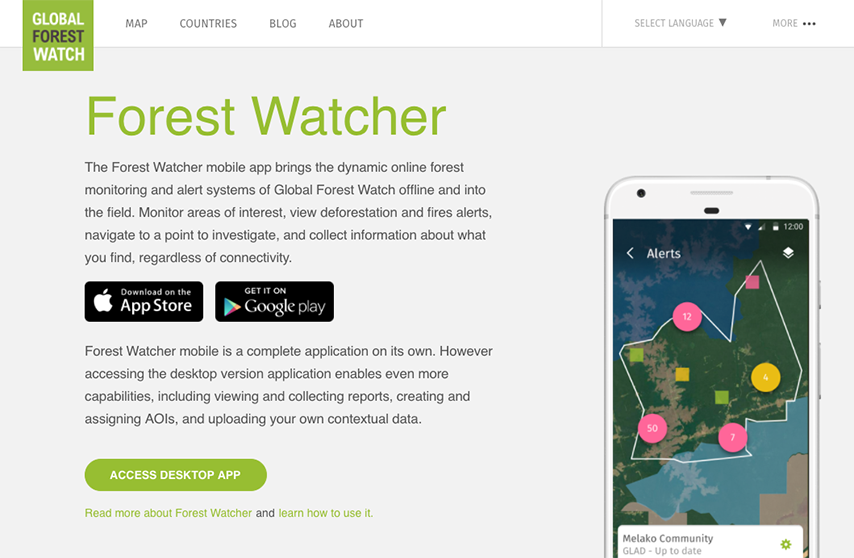 GLOBAL
FOREST
WATCH
MAP COUNTRIES BLOG ABOUT SELECT LANGUAGE ▼ MORE •••
Forest Watcher
The Forest Watcher mobile app brings the dynamic online forest
monitoring and alert systems of Global Forest Watch offline and into
the field. Monitor areas of interest, view deforestation and fires alerts,
navigate to a point to investigate, and collect information about what
you find, regardless of connectivity.
Download on the
App Store
GET IT ON
Google play
Forest Watcher mobile is a complete application on its own. However
accessing the desktop version application enables even more
capabilities, including viewing and collecting reports, creating and
assigning AOIs, and uploading your own contextual data.
ACCESS DESKTOP APP
Read more about Forest Watcher and learn how to use it.
12:00
Alerts
12
4
50
7
Melako Community
GLAD - Up to date